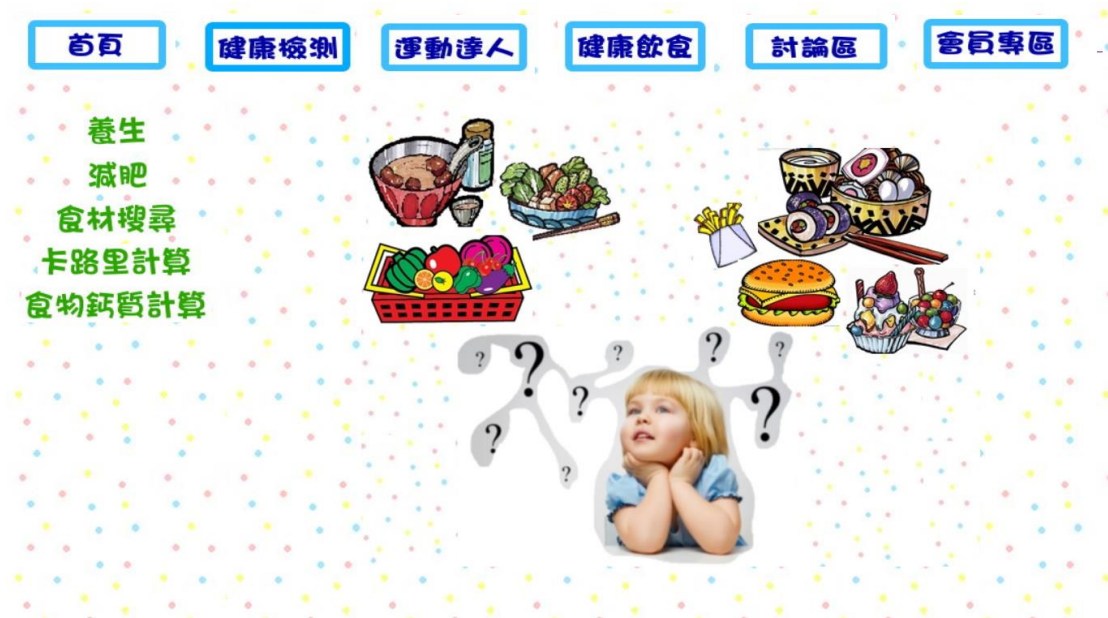 首頁 健康檢測 運動達人 健康飲食 討論區 會員專區
養生
減肥
食材搜尋
卡路里計算
食物鈣質計算
? ? ? ? ?
? ?
?
?